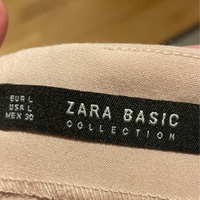 EUR L
USA L
MEX 30
ZARA BASIC
COLLECTION